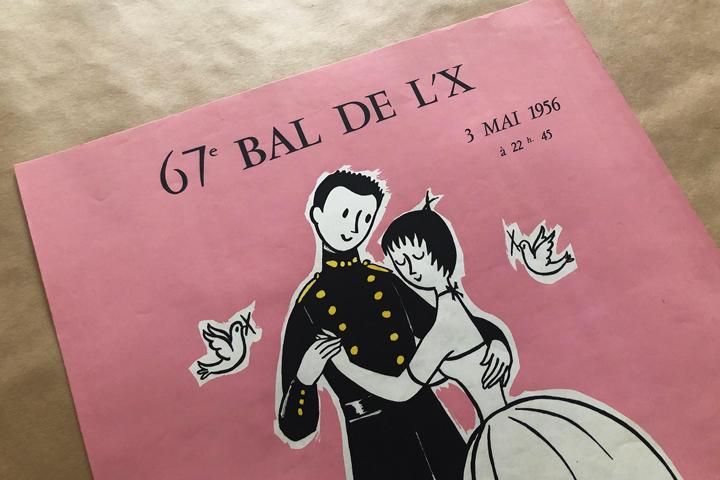 67e BAL DE L'X
3 MAI 1956
à 22 h. 45